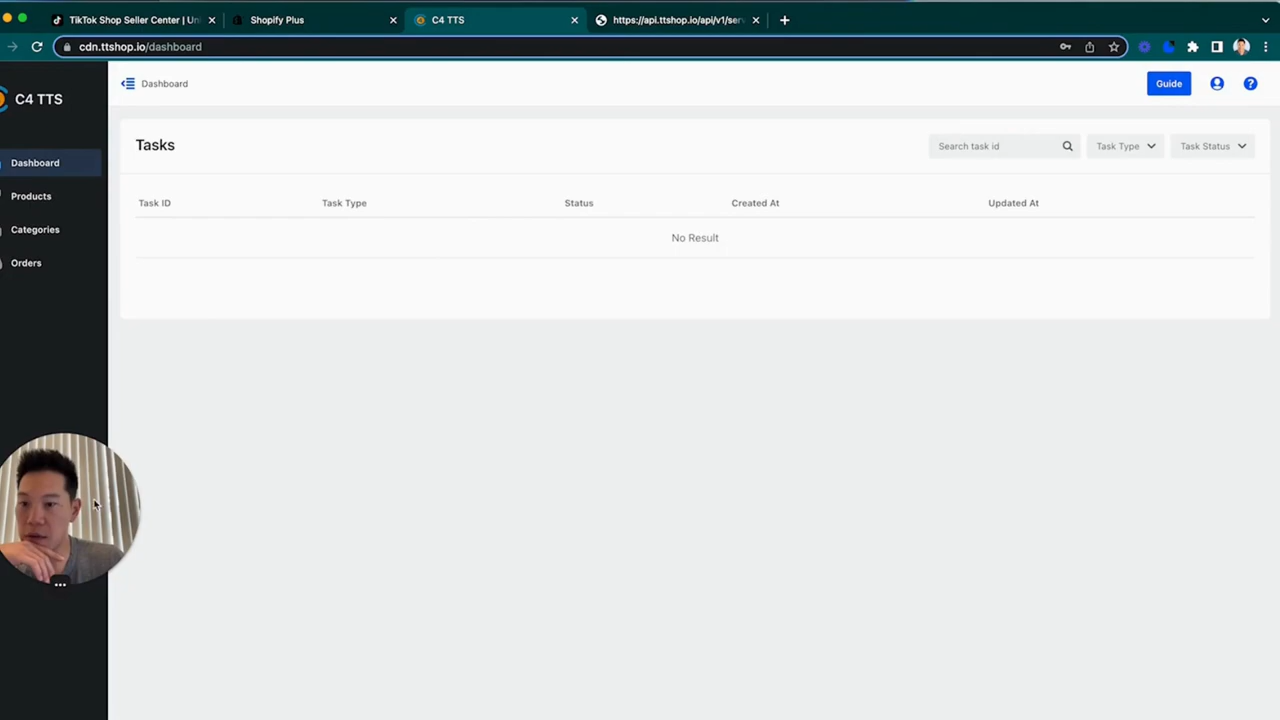 TikTok Shop Seller Center | Uni
Shopify Plus
C4 TTS
https://api.ttshop.io/api/v1/serv
cdn.ttshop.io/dashboard
C4 TTS
Dashboard
Guide
Dashboard
Products
Categories
Orders
Tasks
Search task id
Task Type
Task Status
Task ID
Task Type
Status
Created At
Updated At
No Result